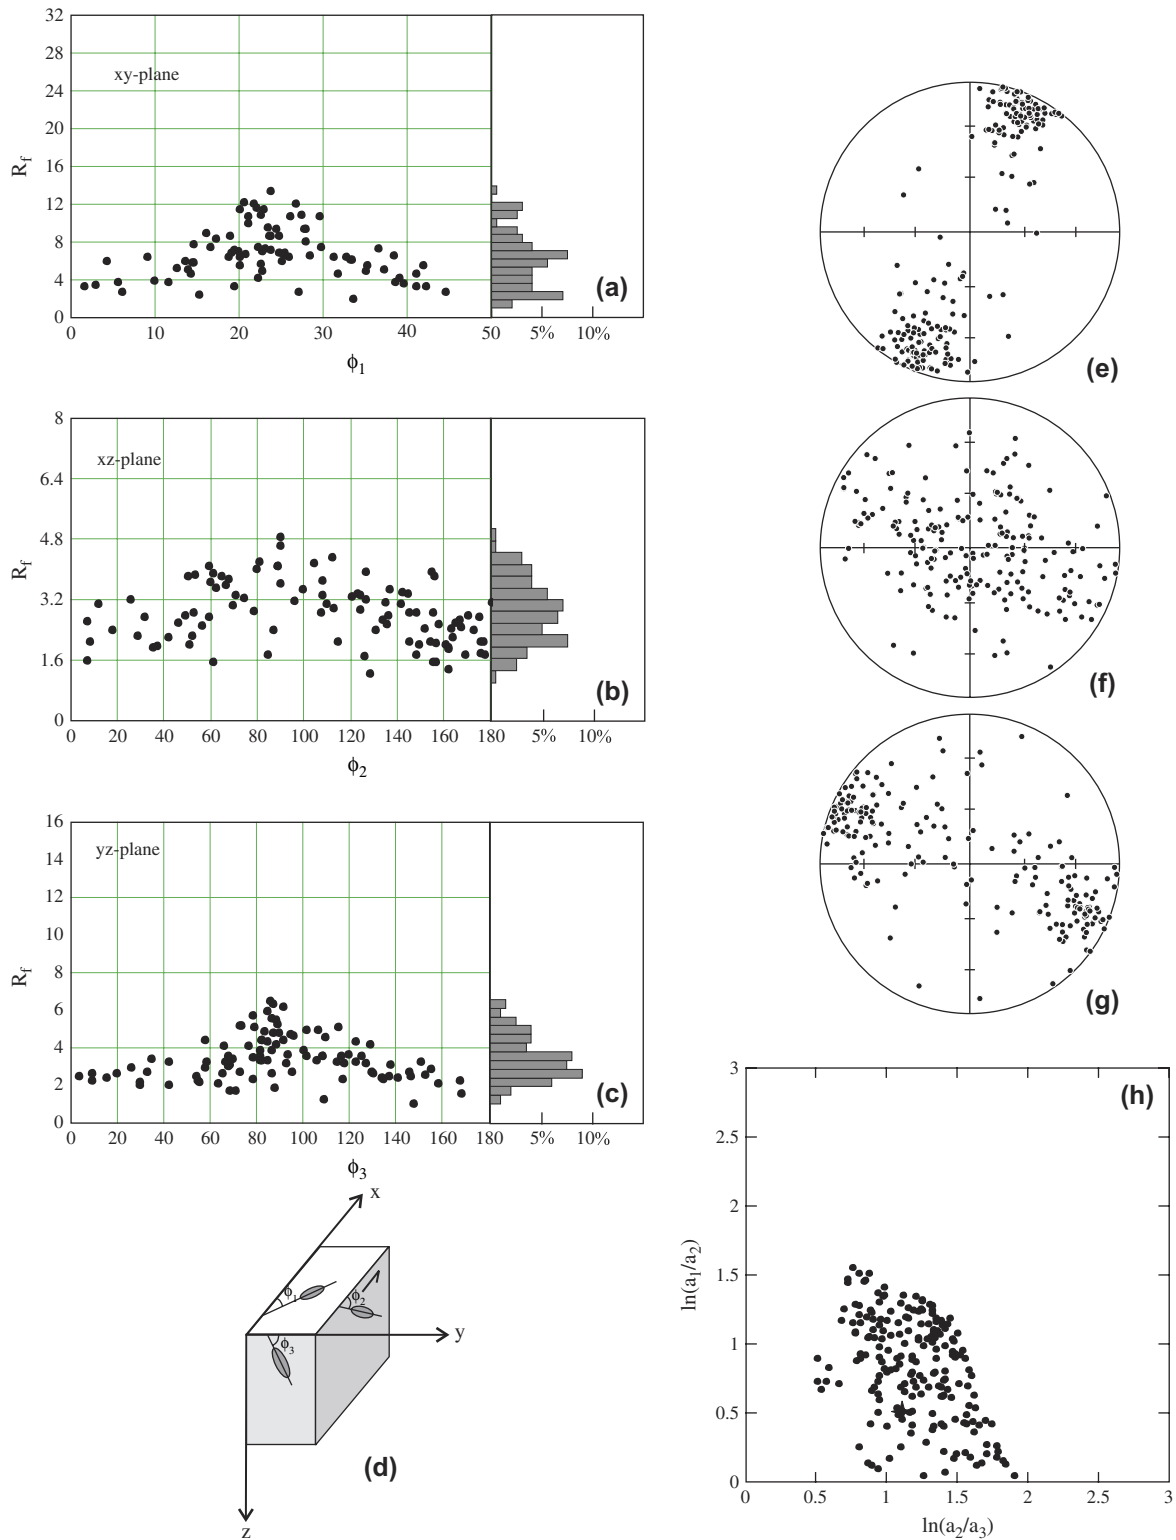 32
28
24
20
16
12
8
4
0
R_f
xy-plane
(a)
0 10 20 30 40 50 5% 10%
ϕ_1
8
6.4
4.8
3.2
1.6
0
R_f
xz-plane
(b)
0 20 40 60 80 100 120 140 160 180 5% 10%
ϕ_2
16
14
12
10
8
6
4
2
0
R_f
yz-plane
(c)
0 20 40 60 80 100 120 140 160 180 5% 10%
ϕ_3
x
ϕ_1
ϕ_2
y
ϕ_3
z
(d)
(e)
(f)
(g)
(h)
3
2.5
2
1.5
1
0.5
0
ln(a_1/a_2)
0 0.5 1 1.5 2 2.5 3
ln(a_2/a_3)